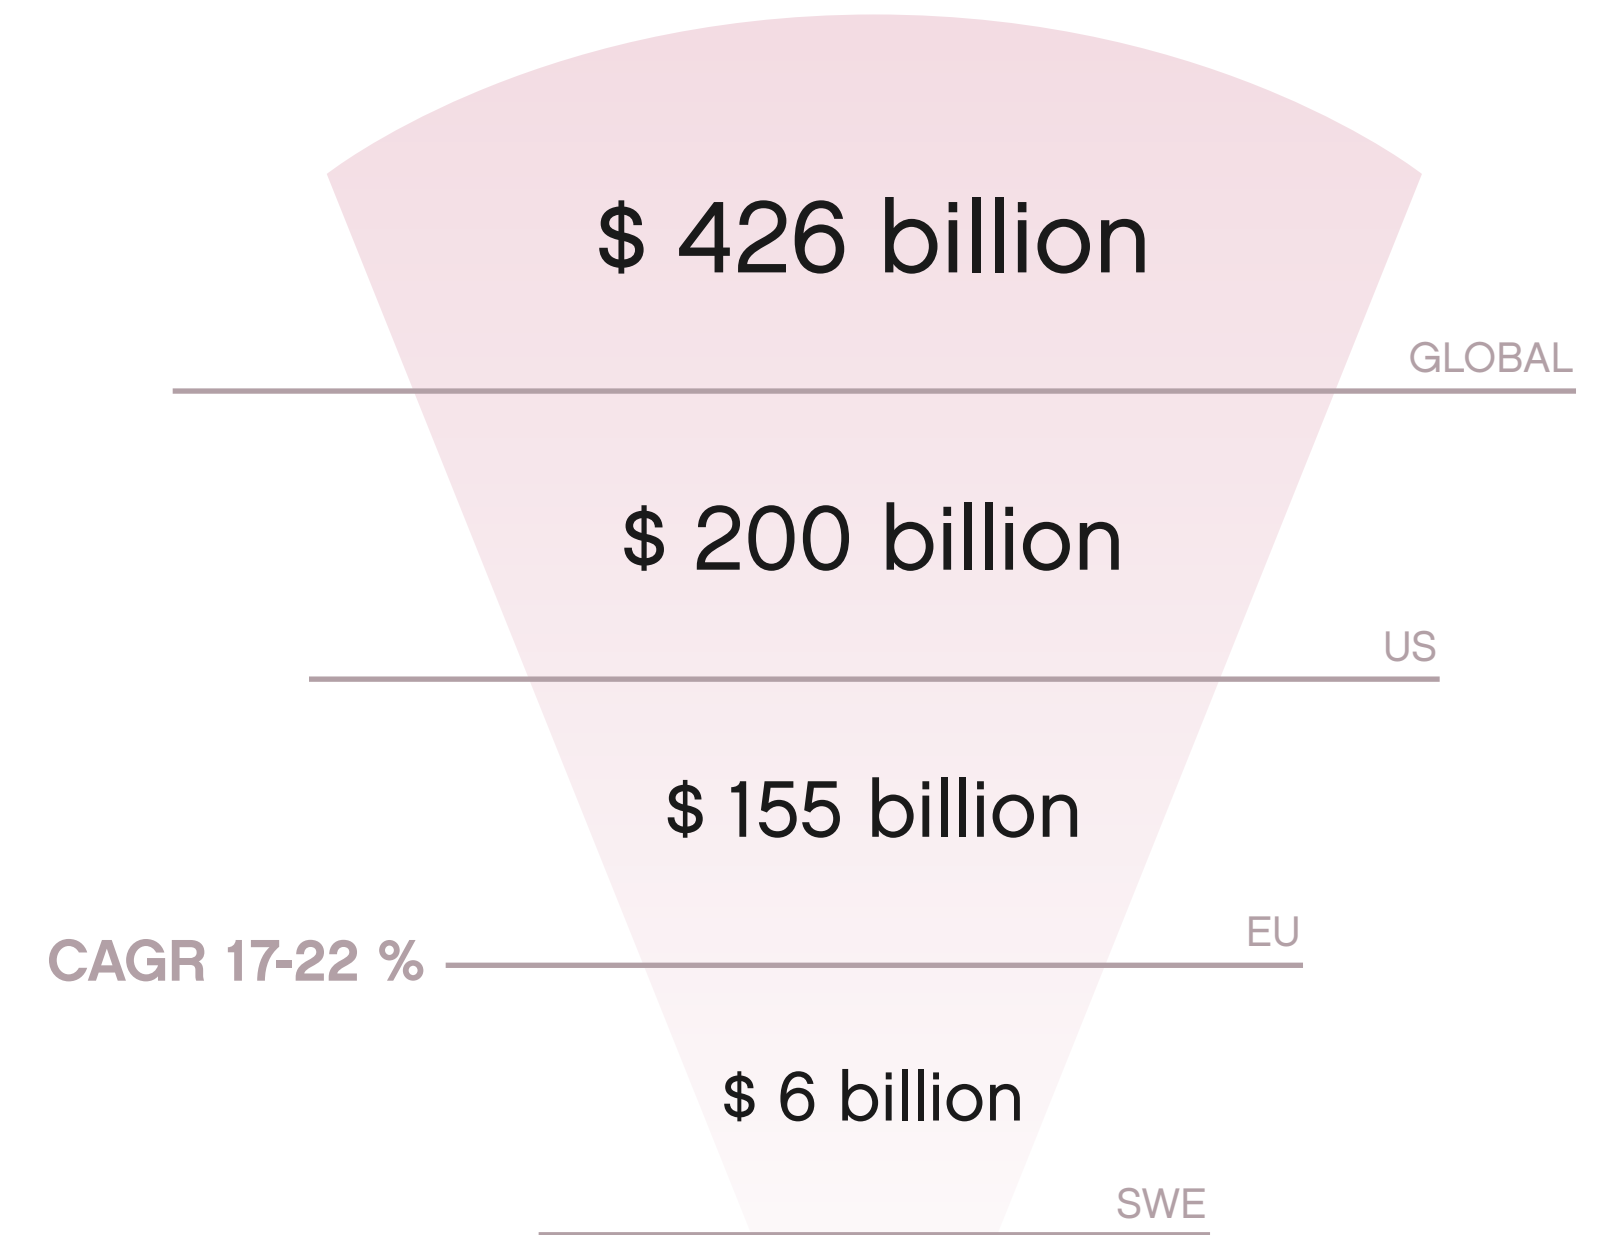 $ 426 billion
GLOBAL
$ 200 billion
US
$ 155 billion
EU
CAGR 17-22 %
$ 6 billion
SWE